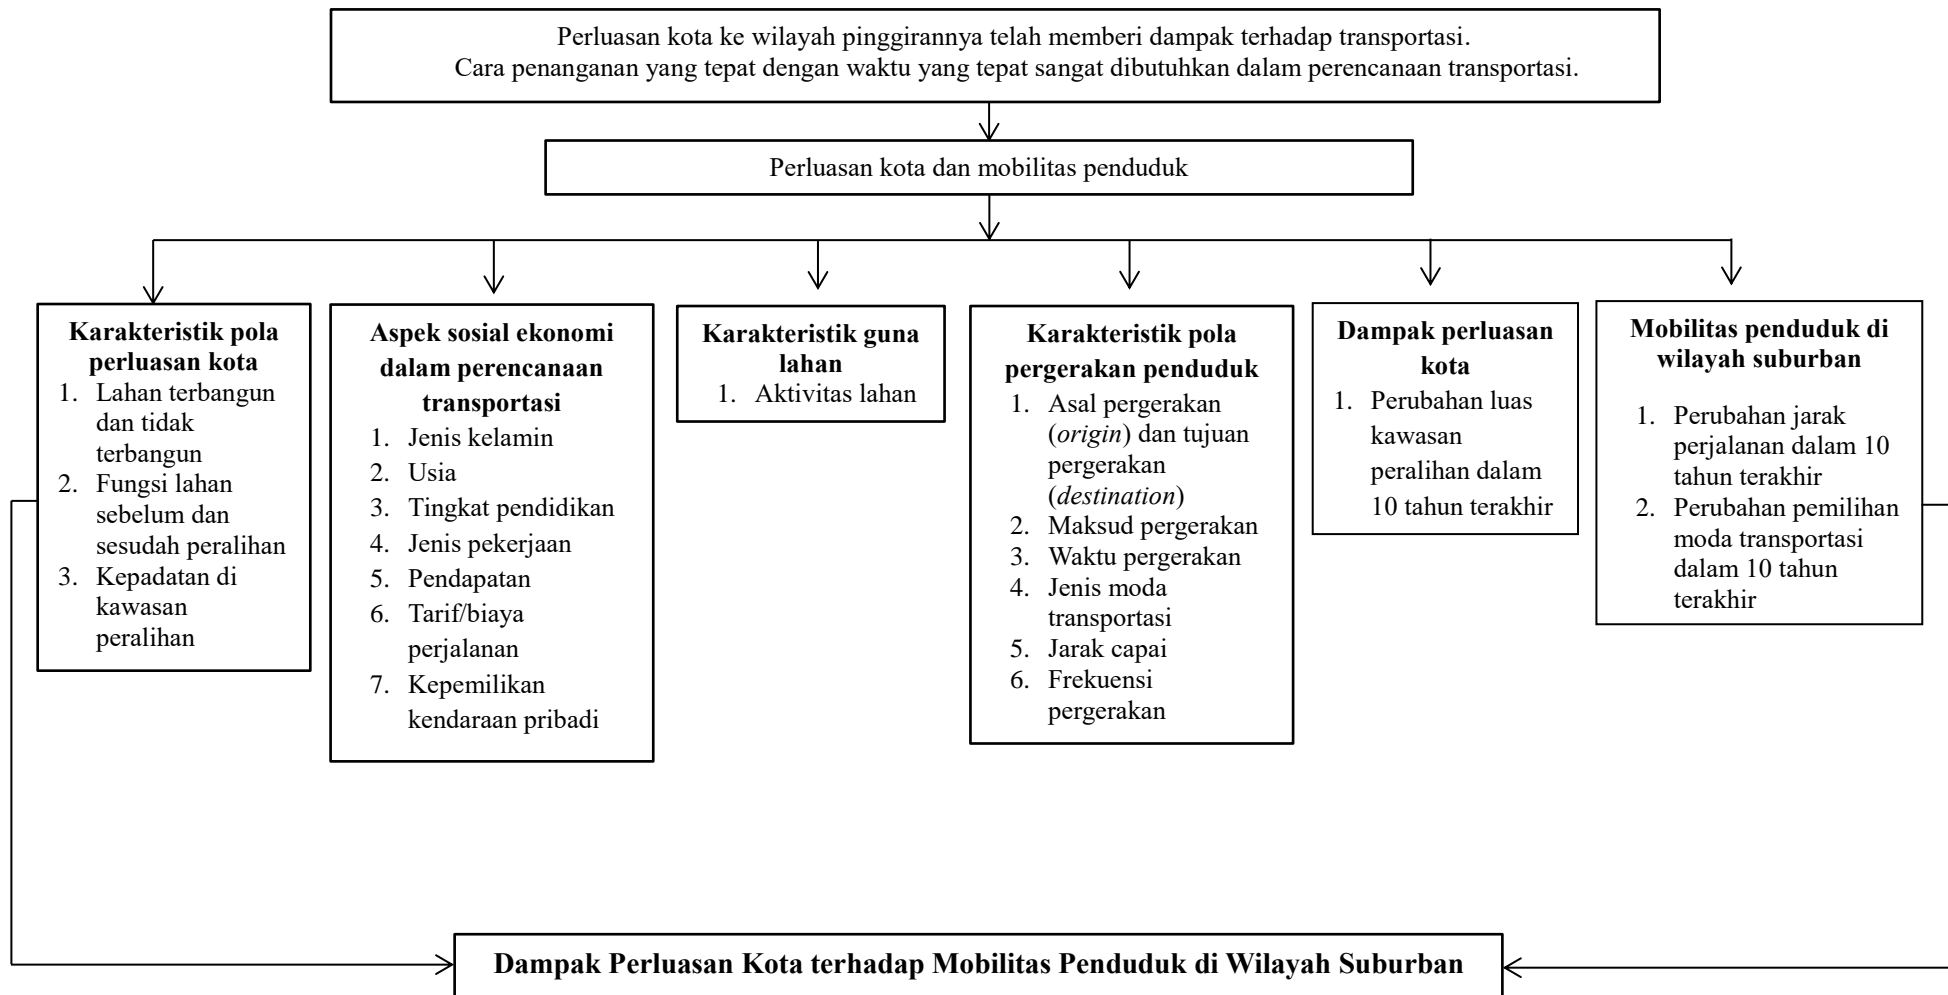 Perluasan kota ke wilayah pinggirannya telah memberi dampak terhadap transportasi.
Cara penanganan yang tepat dengan waktu yang tepat sangat dibutuhkan dalam perencanaan transportasi.
Perluasan kota dan mobilitas penduduk
Karakteristik pola
perluasan kota
1. Lahan terbangun
dan tidak
terbangun
2. Fungsi lahan
sebelum dan
sesudah peralihan
3. Kepadatan di
kawasan
peralihan
Aspek sosial ekonomi
dalam perencanaan
transportasi
1. Jenis kelamin
2. Usia
3. Tingkat pendidikan
4. Jenis pekerjaan
5. Pendapatan
6. Tarif/biaya
perjalanan
7. Kepemilikan
kendaraan pribadi
Karakteristik guna
lahan
1. Aktivitas lahan
Karakteristik pola
pergerakan penduduk
1. Asal pergerakan
(origin) dan tujuan
pergerakan
(destination)
2. Maksud pergerakan
3. Waktu pergerakan
4. Jenis moda
transportasi
5. Jarak capai
6. Frekuensi
pergerakan
Dampak perluasan
kota
1. Perubahan luas
kawasan
peralihan dalam
10 tahun terakhir
Mobilitas penduduk di
wilayah suburban
1. Perubahan jarak
perjalanan dalam 10
tahun terakhir
2. Perubahan pemilihan
moda transportasi
dalam 10 tahun
terakhir
Dampak Perluasan Kota terhadap Mobilitas Penduduk di Wilayah Suburban